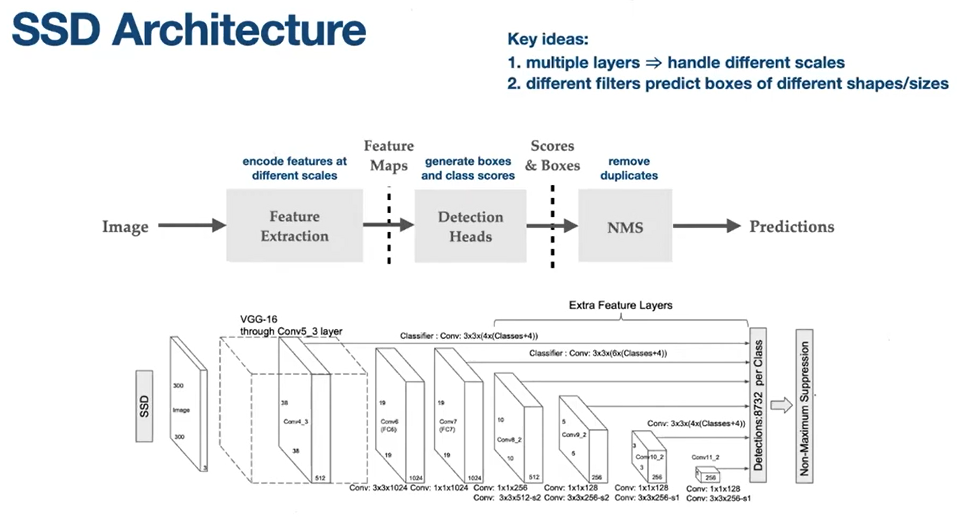 SSD Architecture
Key ideas:
1. multiple layers ⇒ handle different scales
2. different filters predict boxes of different shapes/sizes
encode features at
different scales
Feature
Maps
generate boxes
and class scores
Scores
& Boxes
remove
duplicates
Image
Feature
Extraction
Detection
Heads
NMS
Predictions
Extra Feature Layers
VGG-16
through Conv5_3 layer
Classifier : Conv: 3x3x(4x(Classes+4))
Classifier : Conv: 3x3x(6x(Classes+4))
SSD
300
Image
300
3
38
Conv4_3
38
512
19
Conv6
(FC6)
19
1024
19
Conv7
(FC7)
19
1024
10
Conv8_2
10
512
5
Conv9_2
5
256
Conv: 3x3x(4x(Classes+4))
3
Conv10_2
3
256
Conv11_2
256
Detections:8732 per Class
Non-Maximum Suppression
Conv: 3x3x1024
Conv: 1x1x1024
Conv: 1x1x256
Conv: 3x3x512-s2
Conv: 1x1x128
Conv: 3x3x256-s2
Conv: 1x1x128
Conv: 3x3x256-s1
Conv: 1x1x128
Conv: 3x3x256-s1